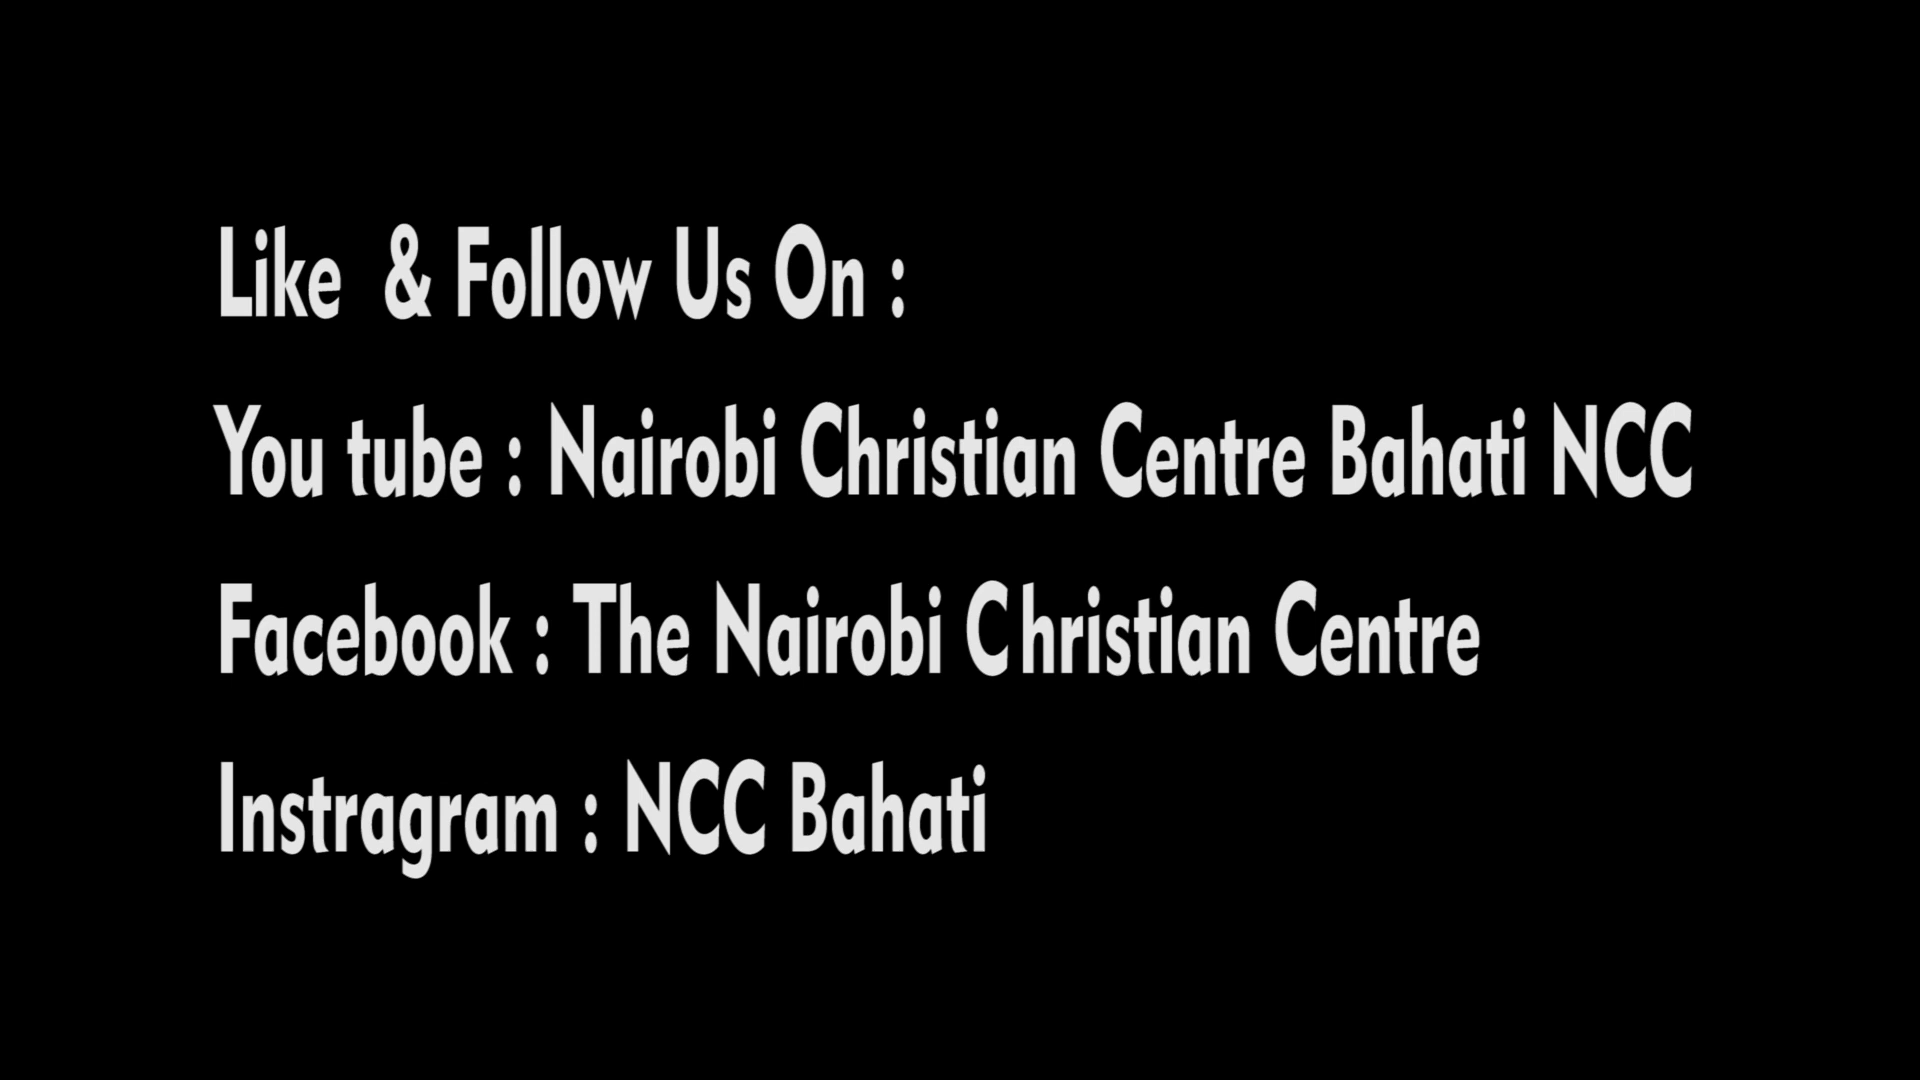 Like & Follow Us On :
You tube : Nairobi Christian Centre Bahati NCC
Facebook : The Nairobi Christian Centre
Instragram : NCC Bahati